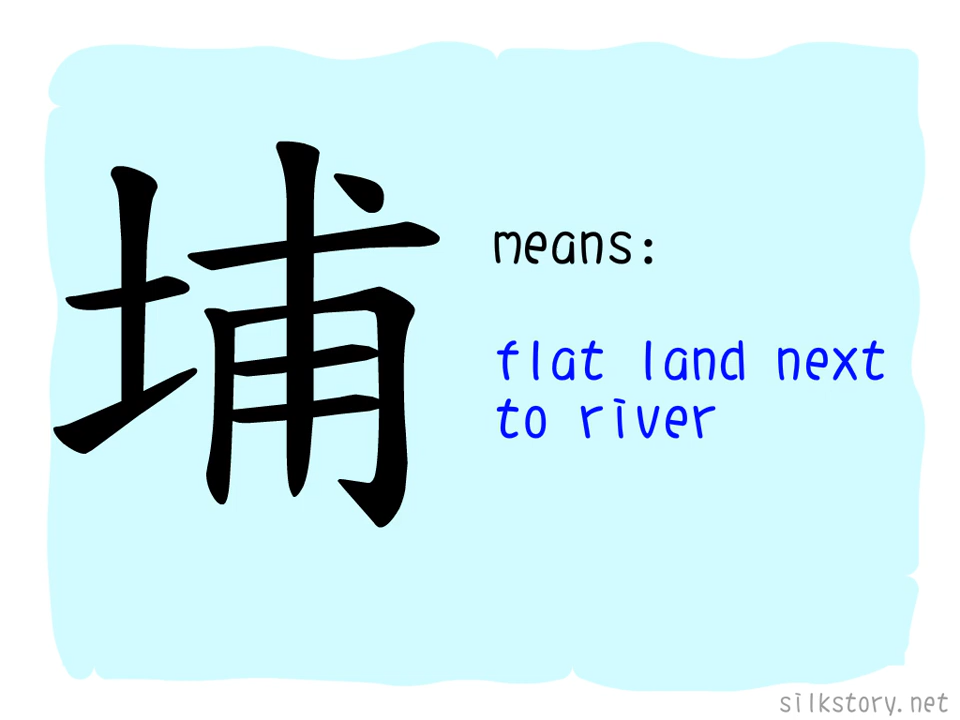 埔
means:
flat land next
to river
silkstory.net